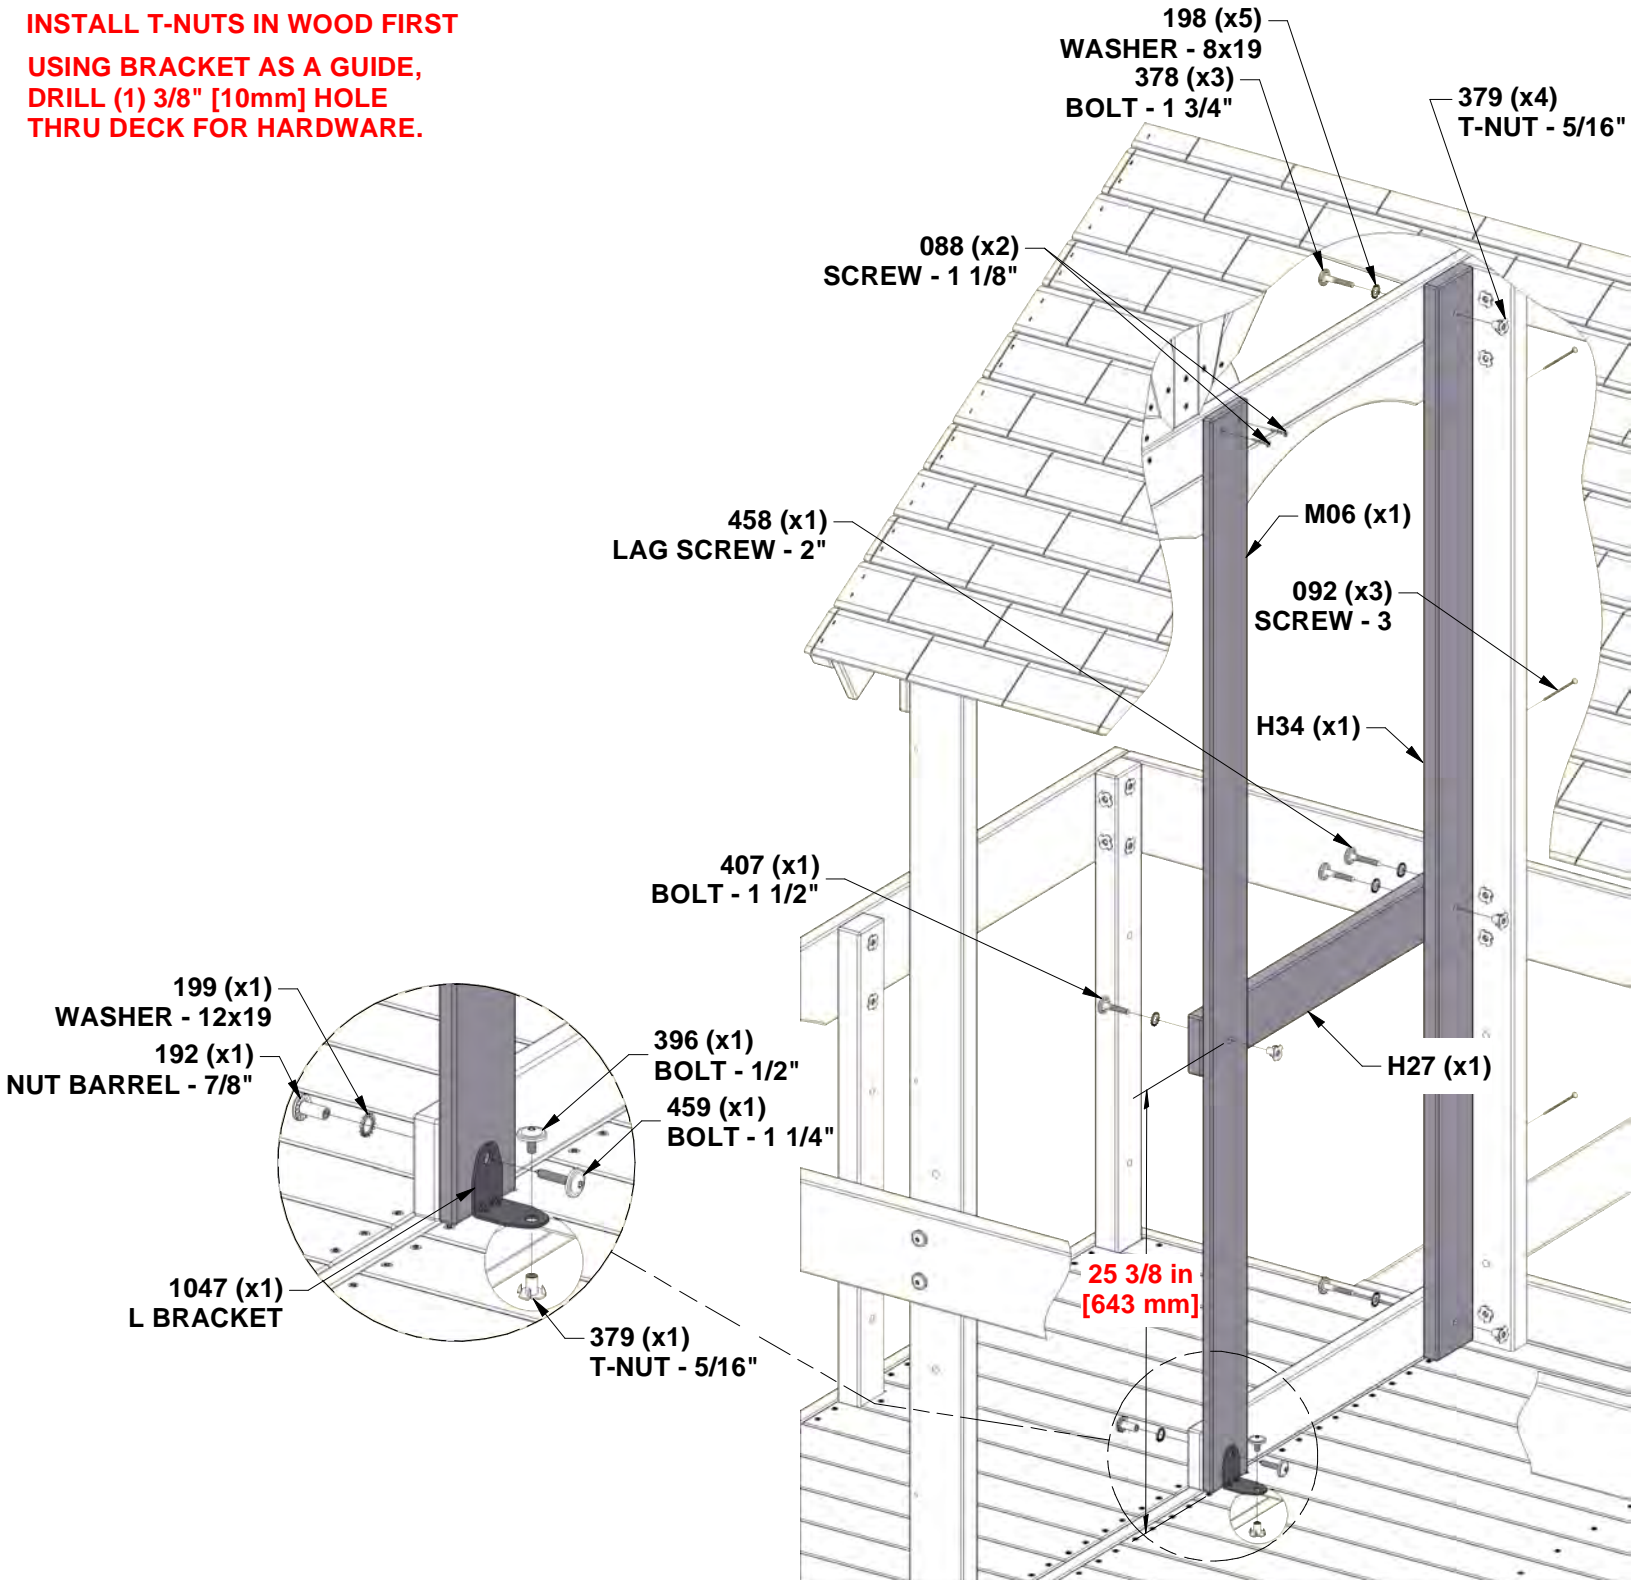 INSTALL T-NUTS IN WOOD FIRST
USING BRACKET AS A GUIDE,
DRILL (1) 3/8" [10mm] HOLE
THRU DECK FOR HARDWARE.
198 (x5)
WASHER - 8x19
378 (x3)
BOLT - 1 3/4"
379 (x4)
T-NUT - 5/16"
088 (x2)
SCREW - 1 1/8"
458 (x1)
LAG SCREW - 2"
M06 (x1)
092 (x3)
SCREW - 3
H34 (x1)
407 (x1)
BOLT - 1 1/2"
199 (x1)
WASHER - 12x19
192 (x1)
NUT BARREL - 7/8"
396 (x1)
BOLT - 1/2"
459 (x1)
BOLT - 1 1/4"
H27 (x1)
1047 (x1)
L BRACKET
379 (x1)
T-NUT - 5/16"
25 3/8 in
[643 mm]